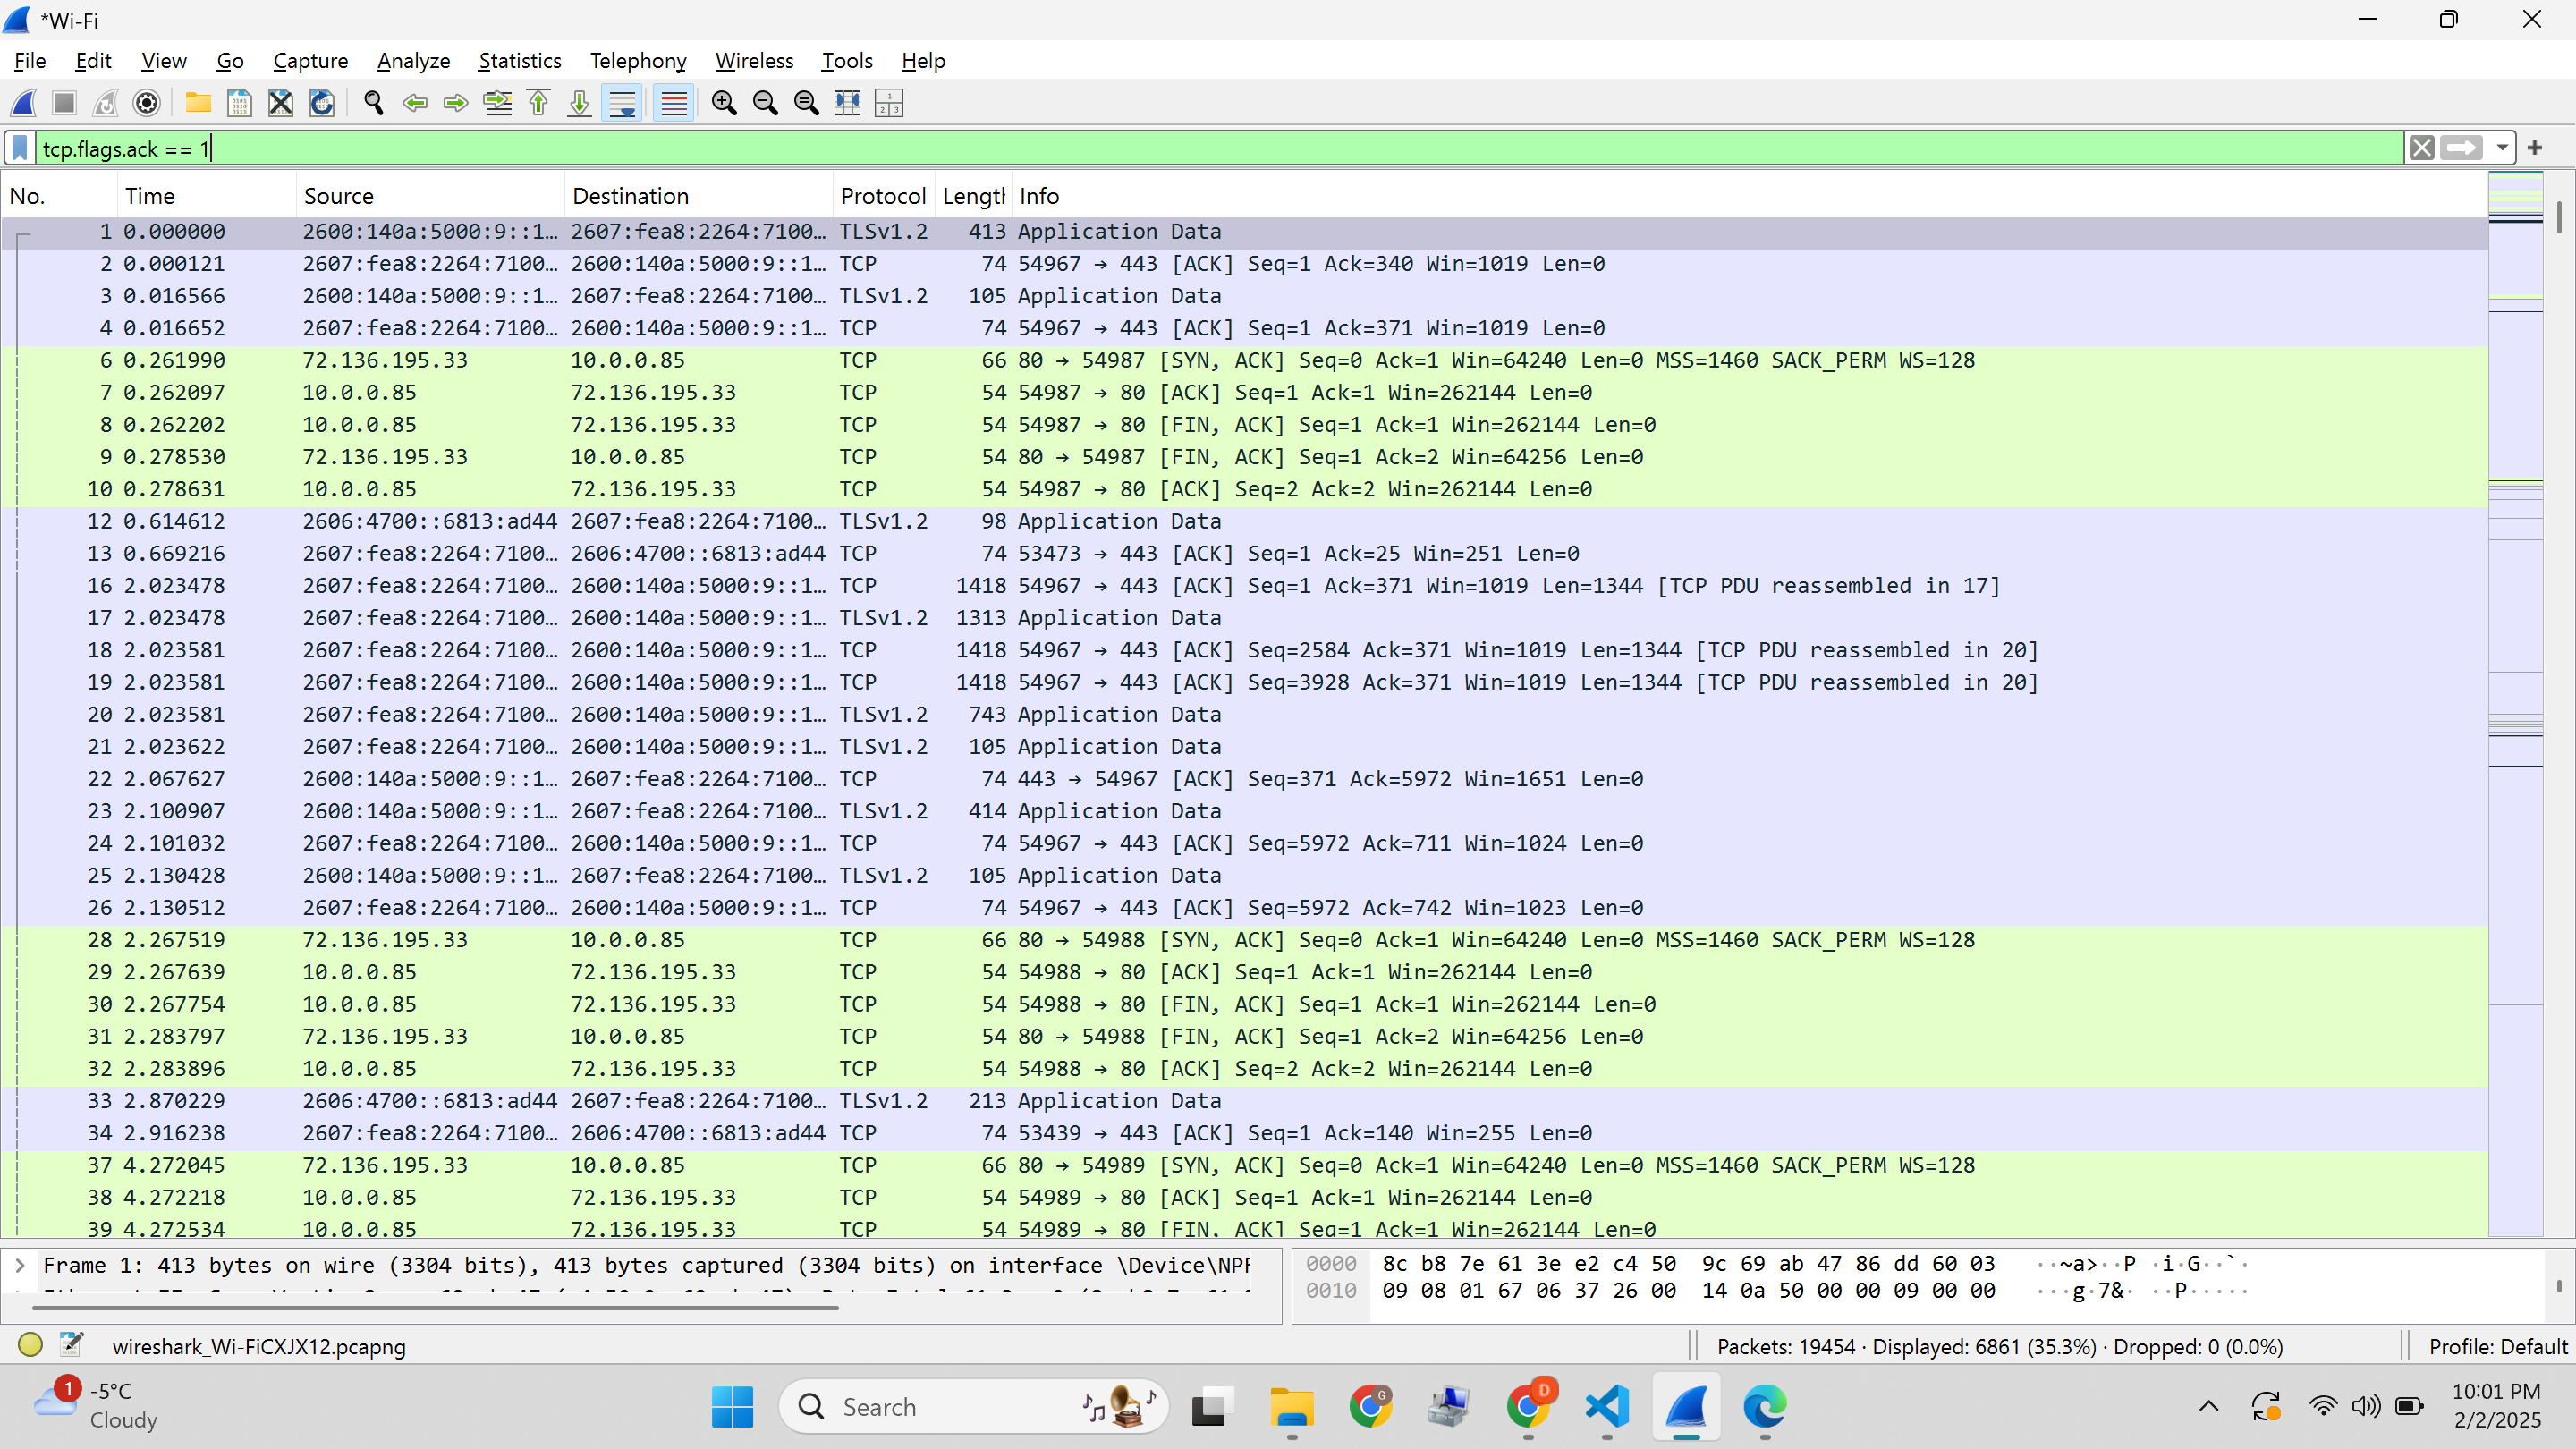 *Wi-Fi
File Edit View Go Capture Analyze Statistics Telephony Wireless Tools Help
tcp.flags.ack == 1
No. Time Source Destination Protocol Length Info
1 0.000000 2600:140a:5000:9::1… 2607:fea8:2264:7100… TLSv1.2 413 Application Data
2 0.000121 2607:fea8:2264:7100… 2600:140a:5000:9::1… TCP 74 54967 → 443 [ACK] Seq=1 Ack=340 Win=1019 Len=0
3 0.016566 2600:140a:5000:9::1… 2607:fea8:2264:7100… TLSv1.2 105 Application Data
4 0.016652 2607:fea8:2264:7100… 2600:140a:5000:9::1… TCP 74 54967 → 443 [ACK] Seq=1 Ack=371 Win=1019 Len=0
6 0.261990 72.136.195.33 10.0.0.85 TCP 66 80 → 54987 [SYN, ACK] Seq=0 Ack=1 Win=64240 Len=0 MSS=1460 SACK_PERM WS=128
7 0.262097 10.0.0.85 72.136.195.33 TCP 54 54987 → 80 [ACK] Seq=1 Ack=1 Win=262144 Len=0
8 0.262202 10.0.0.85 72.136.195.33 TCP 54 54987 → 80 [FIN, ACK] Seq=1 Ack=1 Win=262144 Len=0
9 0.278530 72.136.195.33 10.0.0.85 TCP 54 80 → 54987 [FIN, ACK] Seq=1 Ack=2 Win=64256 Len=0
10 0.278631 10.0.0.85 72.136.195.33 TCP 54 54987 → 80 [ACK] Seq=2 Ack=2 Win=262144 Len=0
12 0.614612 2606:4700::6813:ad44 2607:fea8:2264:7100… TLSv1.2 98 Application Data
13 0.669216 2607:fea8:2264:7100… 2606:4700::6813:ad44 TCP 74 53473 → 443 [ACK] Seq=1 Ack=25 Win=251 Len=0
16 2.023478 2607:fea8:2264:7100… 2600:140a:5000:9::1… TCP 1418 54967 → 443 [ACK] Seq=1 Ack=371 Win=1019 Len=1344 [TCP PDU reassembled in 17]
17 2.023478 2607:fea8:2264:7100… 2600:140a:5000:9::1… TLSv1.2 1313 Application Data
18 2.023581 2607:fea8:2264:7100… 2600:140a:5000:9::1… TCP 1418 54967 → 443 [ACK] Seq=2584 Ack=371 Win=1019 Len=1344 [TCP PDU reassembled in 20]
19 2.023581 2607:fea8:2264:7100… 2600:140a:5000:9::1… TCP 1418 54967 → 443 [ACK] Seq=3928 Ack=371 Win=1019 Len=1344 [TCP PDU reassembled in 20]
20 2.023581 2607:fea8:2264:7100… 2600:140a:5000:9::1… TLSv1.2 743 Application Data
21 2.023622 2607:fea8:2264:7100… 2600:140a:5000:9::1… TLSv1.2 105 Application Data
22 2.067627 2600:140a:5000:9::1… 2607:fea8:2264:7100… TCP 74 443 → 54967 [ACK] Seq=371 Ack=5972 Win=1651 Len=0
23 2.100907 2600:140a:5000:9::1… 2607:fea8:2264:7100… TLSv1.2 414 Application Data
24 2.101032 2607:fea8:2264:7100… 2600:140a:5000:9::1… TCP 74 54967 → 443 [ACK] Seq=5972 Ack=711 Win=1024 Len=0
25 2.130428 2600:140a:5000:9::1… 2607:fea8:2264:7100… TLSv1.2 105 Application Data
26 2.130512 2607:fea8:2264:7100… 2600:140a:5000:9::1… TCP 74 54967 → 443 [ACK] Seq=5972 Ack=742 Win=1023 Len=0
28 2.267519 72.136.195.33 10.0.0.85 TCP 66 80 → 54988 [SYN, ACK] Seq=0 Ack=1 Win=64240 Len=0 MSS=1460 SACK_PERM WS=128
29 2.267639 10.0.0.85 72.136.195.33 TCP 54 54988 → 80 [ACK] Seq=1 Ack=1 Win=262144 Len=0
30 2.267754 10.0.0.85 72.136.195.33 TCP 54 54988 → 80 [FIN, ACK] Seq=1 Ack=1 Win=262144 Len=0
31 2.283797 72.136.195.33 10.0.0.85 TCP 54 80 → 54988 [FIN, ACK] Seq=1 Ack=2 Win=64256 Len=0
32 2.283896 10.0.0.85 72.136.195.33 TCP 54 54988 → 80 [ACK] Seq=2 Ack=2 Win=262144 Len=0
33 2.870229 2606:4700::6813:ad44 2607:fea8:2264:7100… TLSv1.2 213 Application Data
34 2.916238 2607:fea8:2264:7100… 2606:4700::6813:ad44 TCP 74 53439 → 443 [ACK] Seq=1 Ack=140 Win=255 Len=0
37 4.272045 72.136.195.33 10.0.0.85 TCP 66 80 → 54989 [SYN, ACK] Seq=0 Ack=1 Win=64240 Len=0 MSS=1460 SACK_PERM WS=128
38 4.272218 10.0.0.85 72.136.195.33 TCP 54 54989 → 80 [ACK] Seq=1 Ack=1 Win=262144 Len=0
39 4.272534 10.0.0.85 72.136.195.33 TCP 54 54989 → 80 [FIN, ACK] Seq=1 Ack=1 Win=262144 Len=0
Frame 1: 413 bytes on wire (3304 bits), 413 bytes captured (3304 bits) on interface \Device\NPF
0000 8c b8 7e 61 3e e2 c4 50 9c 69 ab 47 86 dd 60 03 ··~a>··P ·i·G··`·
0010 09 08 01 67 06 37 26 00 14 0a 50 00 00 09 00 00 ···g·7&· ··P·····
wireshark_Wi-FiCXJX12.pcapng
Packets: 19454 · Displayed: 6861 (35.3%) · Dropped: 0 (0.0%)
Profile: Default
1
-5°C
Cloudy
Search
G
D
10:01 PM
2/2/2025